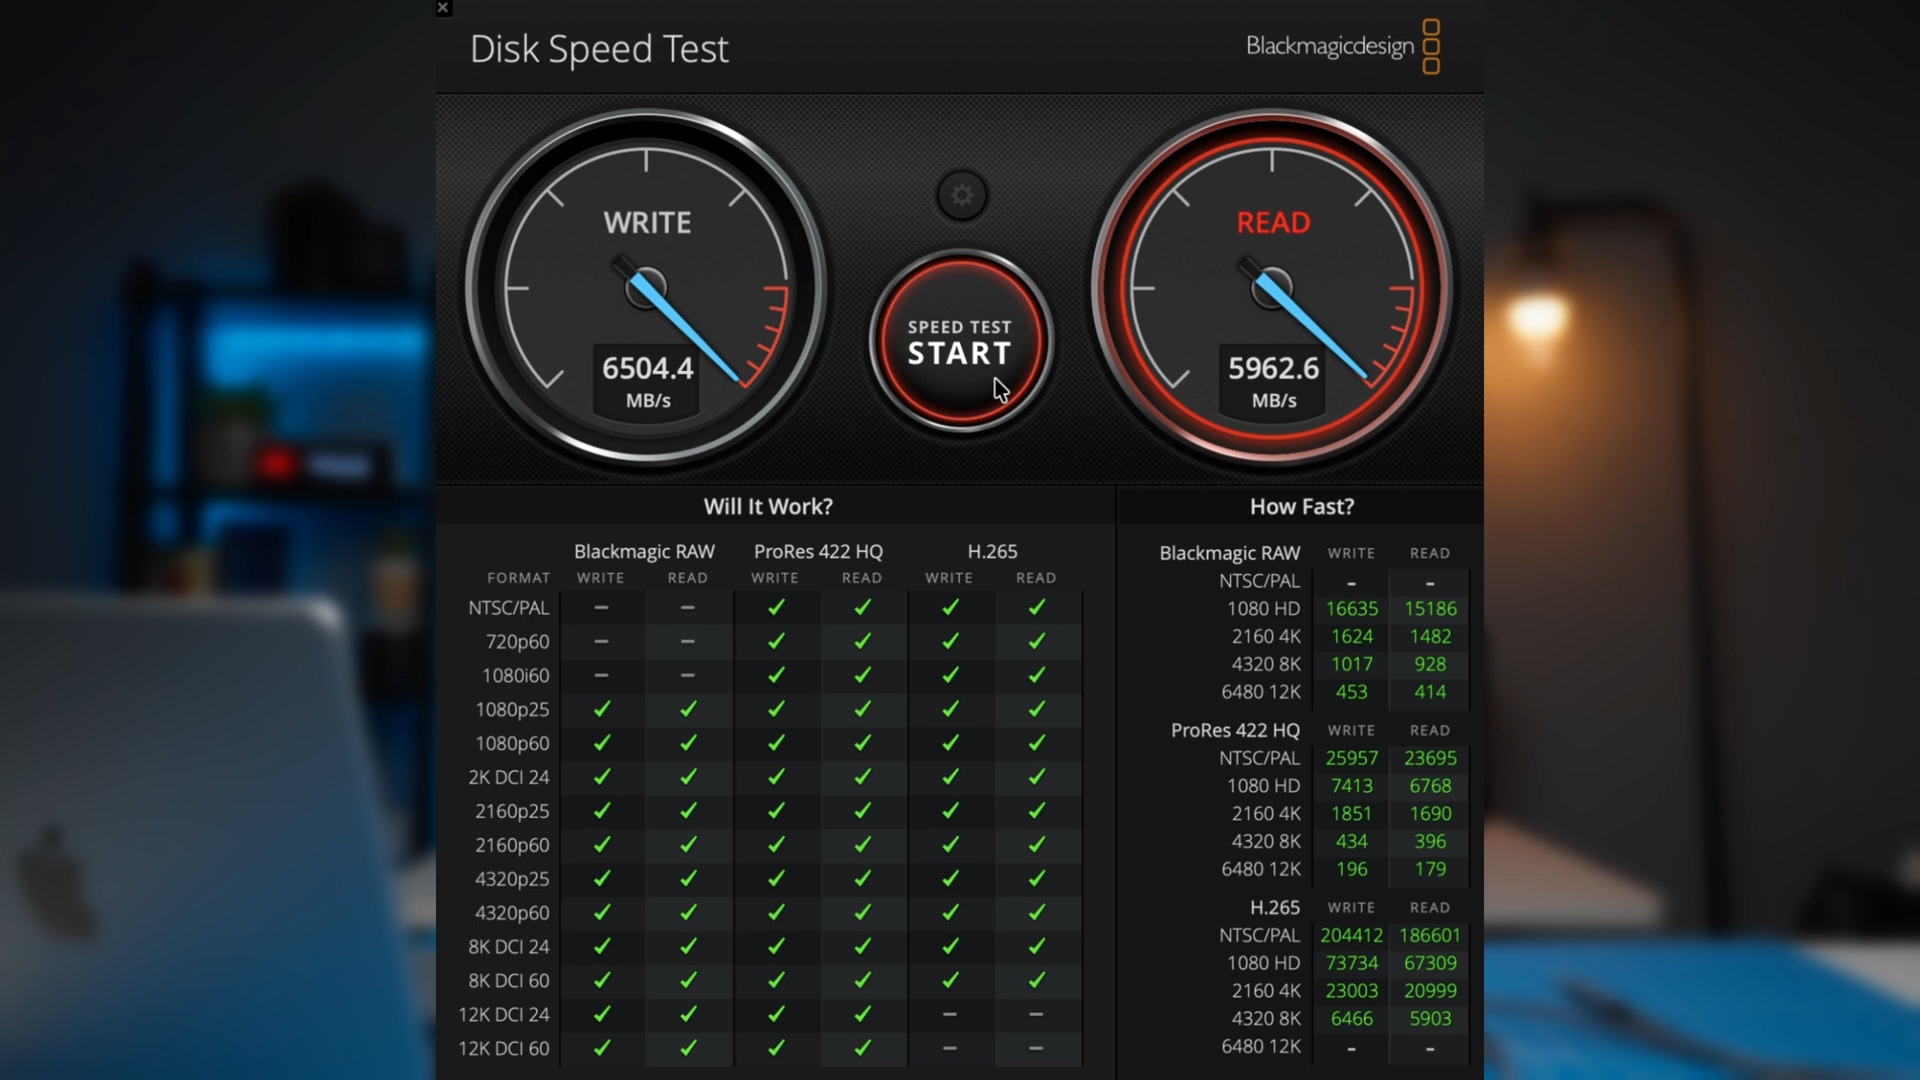 Disk Speed Test
Blackmagicdesign
WRITE
6504.4
MB/s
SPEED TEST
START
READ
5962.6
MB/s
Will It Work?
Blackmagic RAW ProRes 422 HQ H.265
FORMAT WRITE READ WRITE READ WRITE READ
NTSC/PAL – – ✓ ✓ ✓ ✓
720p60 – – ✓ ✓ ✓ ✓
1080i60 – – ✓ ✓ ✓ ✓
1080p25 ✓ ✓ ✓ ✓ ✓ ✓
1080p60 ✓ ✓ ✓ ✓ ✓ ✓
2K DCI 24 ✓ ✓ ✓ ✓ ✓ ✓
2160p25 ✓ ✓ ✓ ✓ ✓ ✓
2160p60 ✓ ✓ ✓ ✓ ✓ ✓
4320p25 ✓ ✓ ✓ ✓ ✓ ✓
4320p60 ✓ ✓ ✓ ✓ ✓ ✓
8K DCI 24 ✓ ✓ ✓ ✓ ✓ ✓
8K DCI 60 ✓ ✓ ✓ ✓ ✓ ✓
12K DCI 24 ✓ ✓ ✓ ✓ – –
12K DCI 60 ✓ ✓ ✓ ✓ – –
How Fast?
Blackmagic RAW WRITE READ
NTSC/PAL - -
1080 HD 16635 15186
2160 4K 1624 1482
4320 8K 1017 928
6480 12K 453 414
ProRes 422 HQ WRITE READ
NTSC/PAL 25957 23695
1080 HD 7413 6768
2160 4K 1851 1690
4320 8K 434 396
6480 12K 196 179
H.265 WRITE READ
NTSC/PAL 204412 186601
1080 HD 73734 67309
2160 4K 23003 20999
4320 8K 6466 5903
6480 12K - -